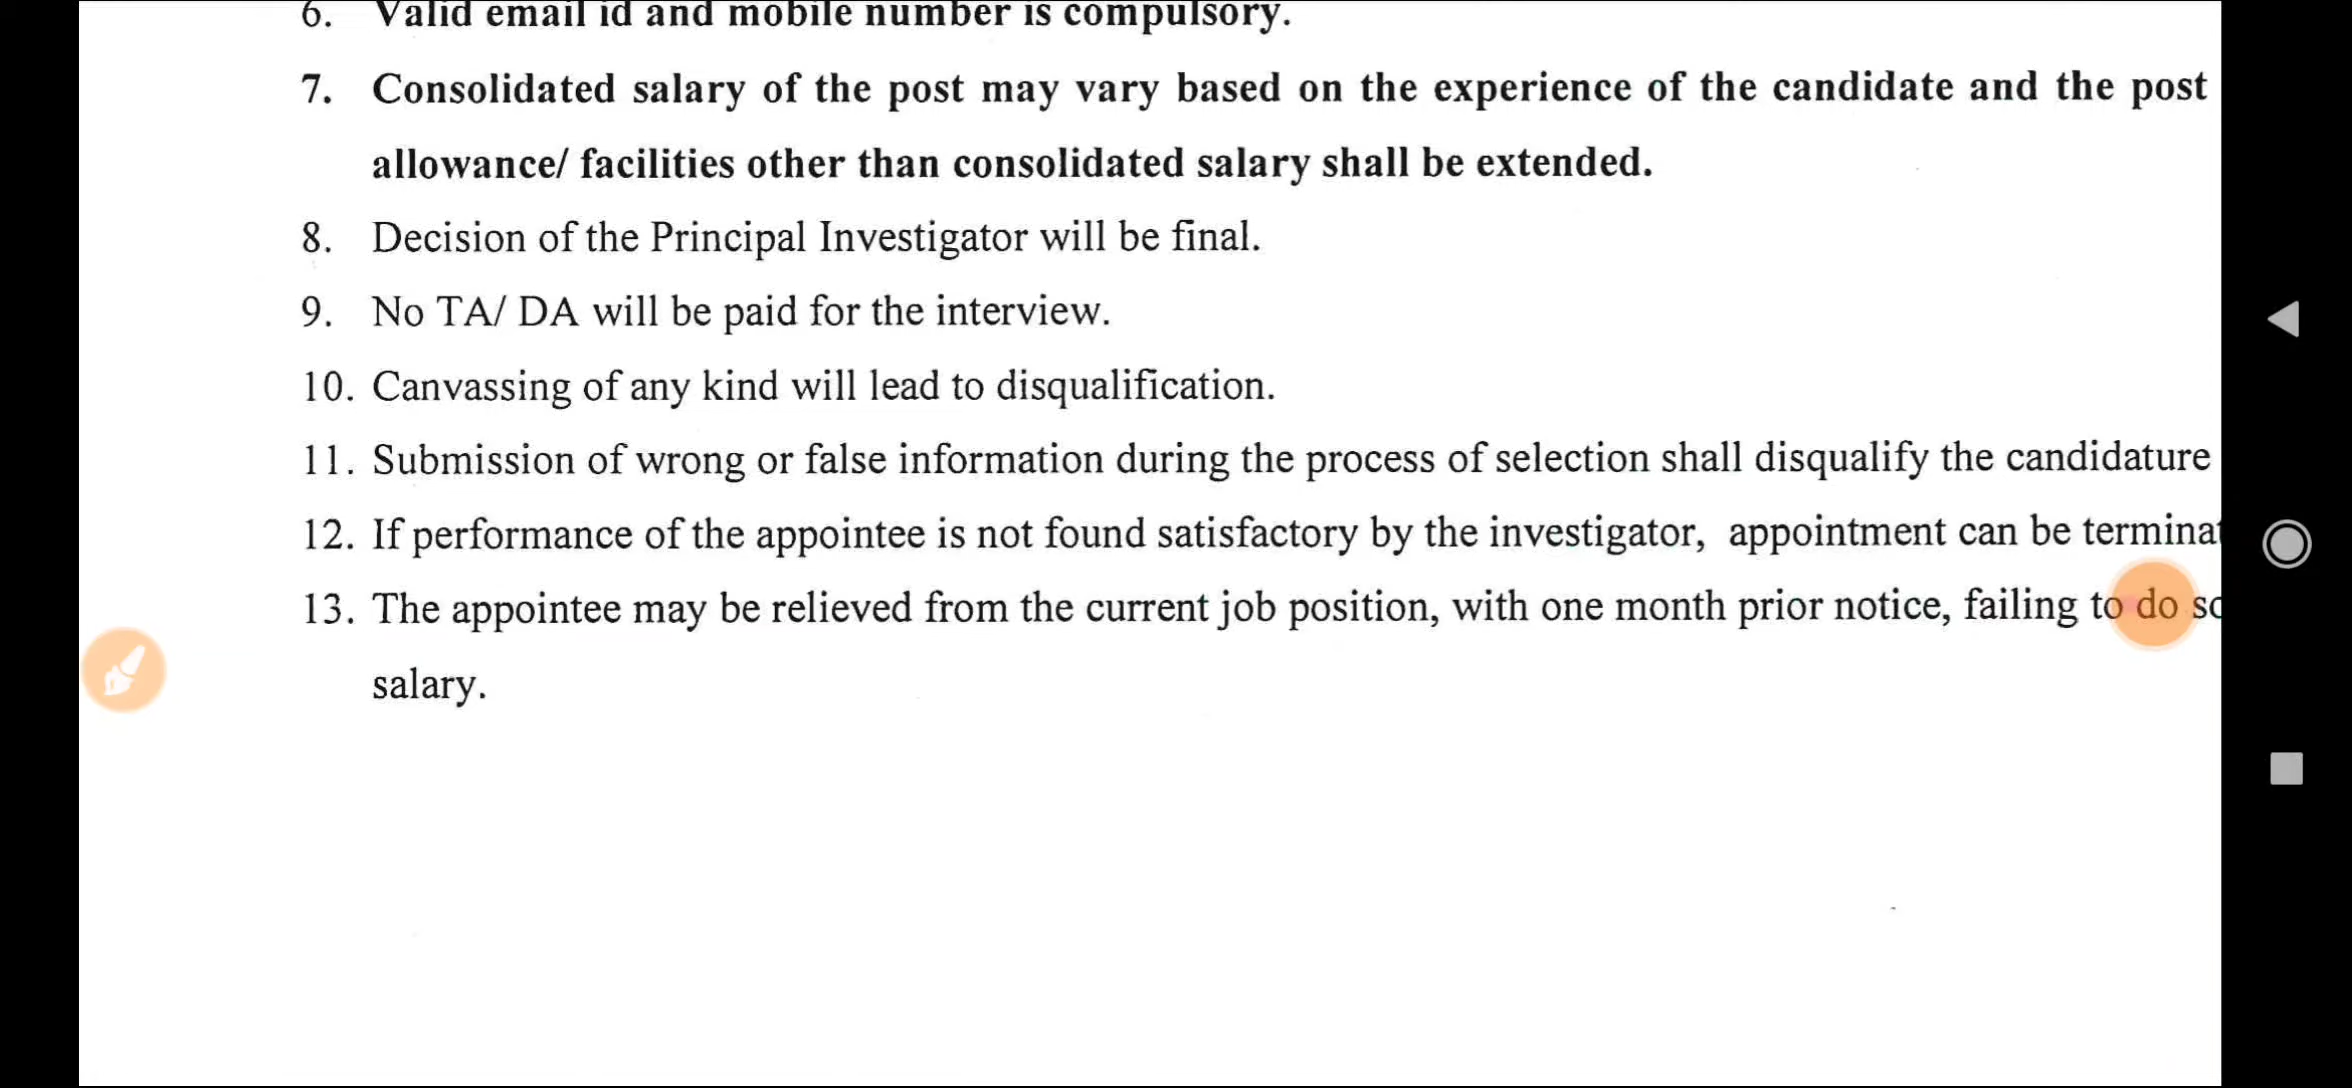 6. Valid email id and mobile number is compulsory.
7. Consolidated salary of the post may vary based on the experience of the candidate and the post
allowance/ facilities other than consolidated salary shall be extended.
8. Decision of the Principal Investigator will be final.
9. No TA/ DA will be paid for the interview.
10. Canvassing of any kind will lead to disqualification.
11. Submission of wrong or false information during the process of selection shall disqualify the candidature
12. If performance of the appointee is not found satisfactory by the investigator, appointment can be
13. The appointee may be relieved from the current job position, with one month prior notice, failing to do so
salary.